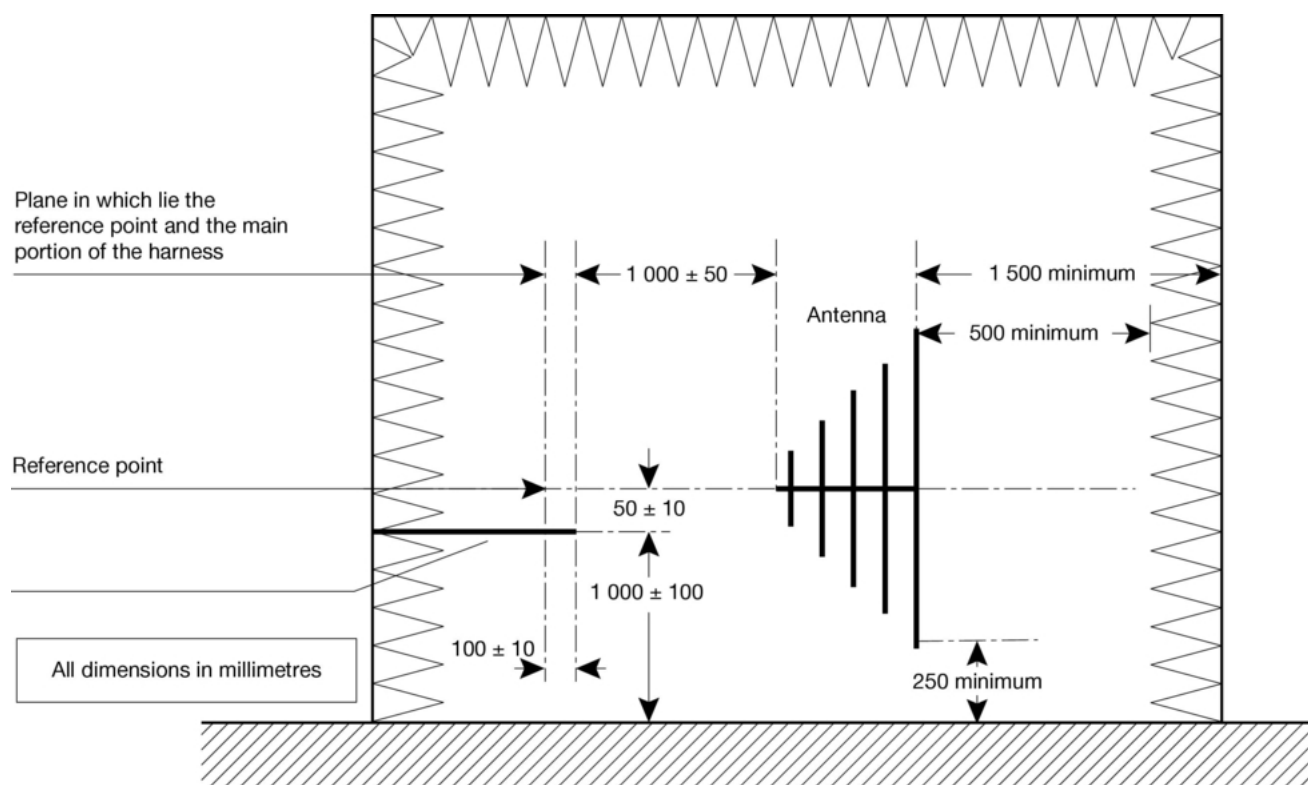 Plane in which lie the
reference point and the main
portion of the harness
1 000 ± 50
1 500 minimum
Antenna
500 minimum
Reference point
50 ± 10
1 000 ± 100
100 ± 10
All dimensions in millimetres
250 minimum